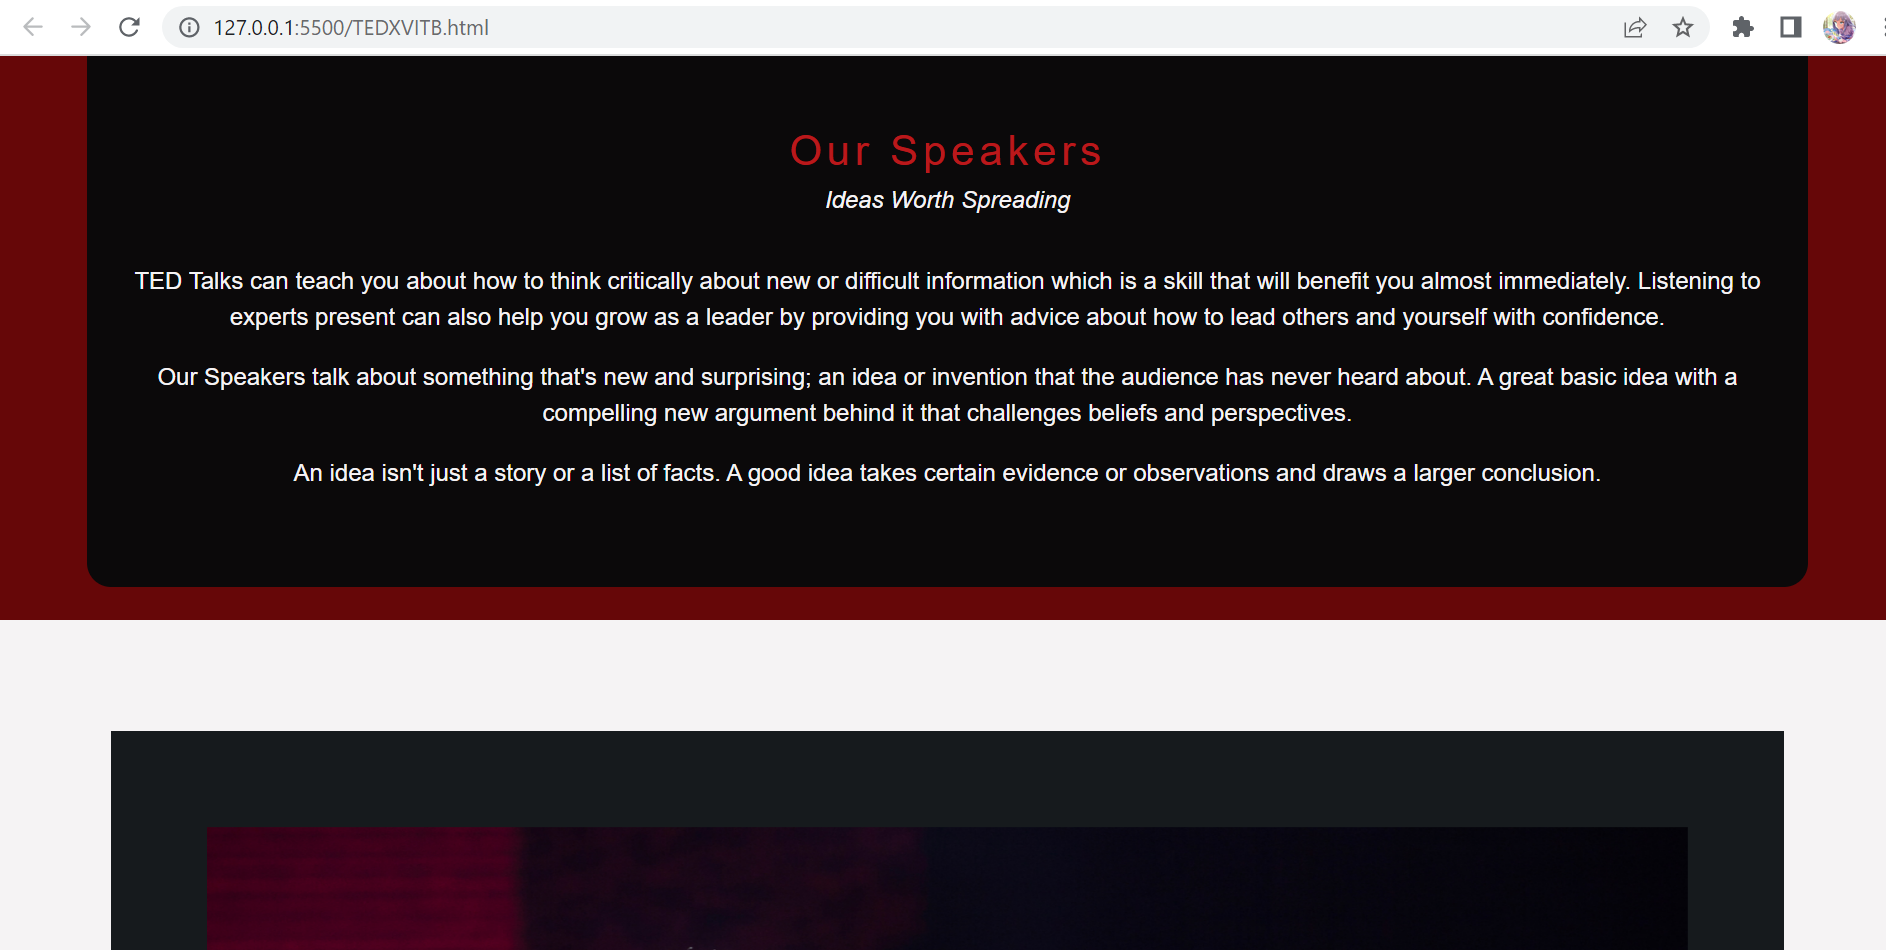 127.0.0.1:5500/TEDXVITB.html
Our Speakers
Ideas Worth Spreading
TED Talks can teach you about how to think critically about new or difficult information which is a skill that will benefit you almost immediately. Listening to
experts present can also help you grow as a leader by providing you with advice about how to lead others and yourself with confidence.
Our Speakers talk about something that's new and surprising; an idea or invention that the audience has never heard about. A great basic idea with a
compelling new argument behind it that challenges beliefs and perspectives.
An idea isn't just a story or a list of facts. A good idea takes certain evidence or observations and draws a larger conclusion.